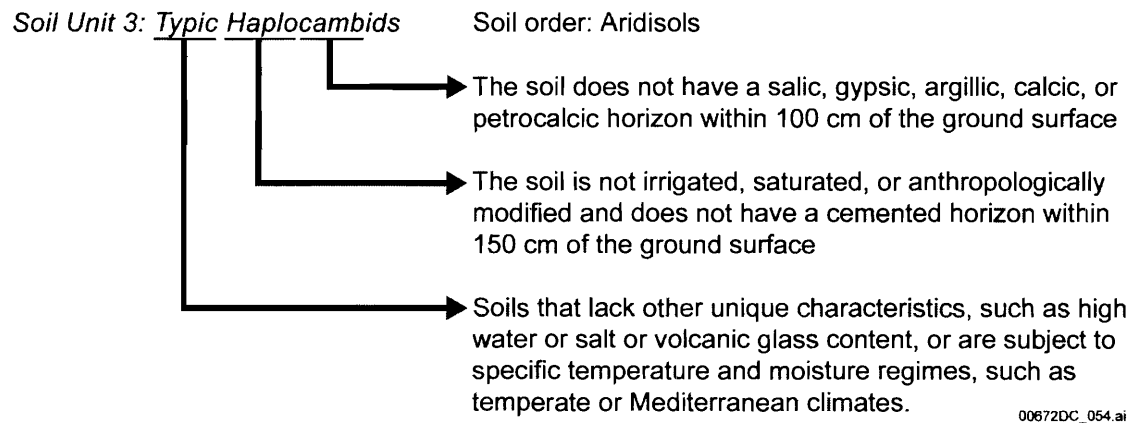 Soil Unit 3: Typic Haplocambids Soil order: Aridisols
The soil does not have a salic, gypsic, argillic, calcic, or
petrocalcic horizon within 100 cm of the ground surface
The soil is not irrigated, saturated, or anthropologically
modified and does not have a cemented horizon within
150 cm of the ground surface
Soils that lack other unique characteristics, such as high
water or salt or volcanic glass content, or are subject to
specific temperature and moisture regimes, such as
temperate or Mediterranean climates.
00672DC_054.ai